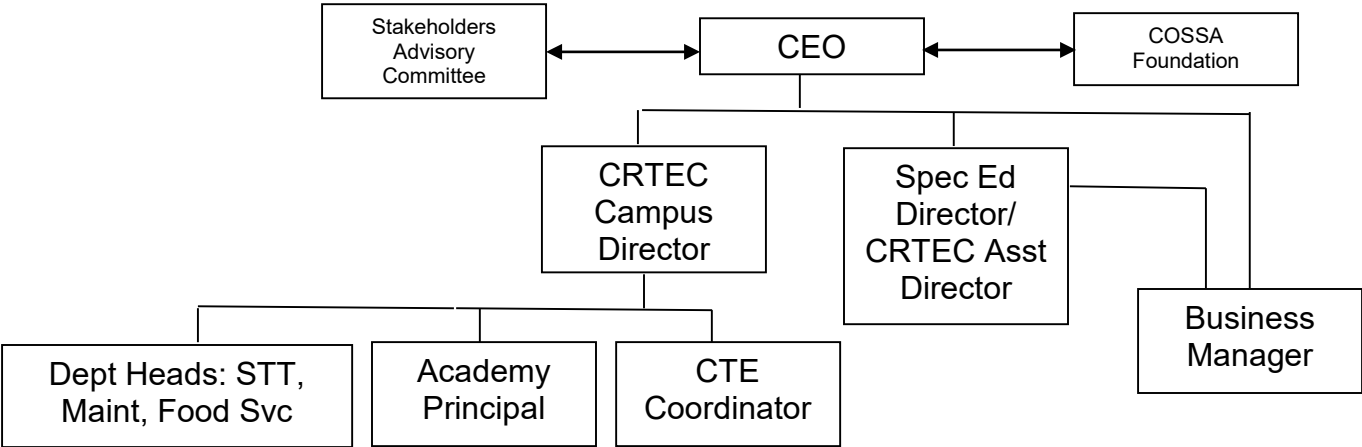 Stakeholders
Advisory
Committee
CEO
COSSA
Foundation
CRTEC
Campus
Director
Spec Ed
Director/
CRTEC Asst
Director
Business
Manager
Dept Heads: STT,
Maint, Food Svc
Academy
Principal
CTE
Coordinator